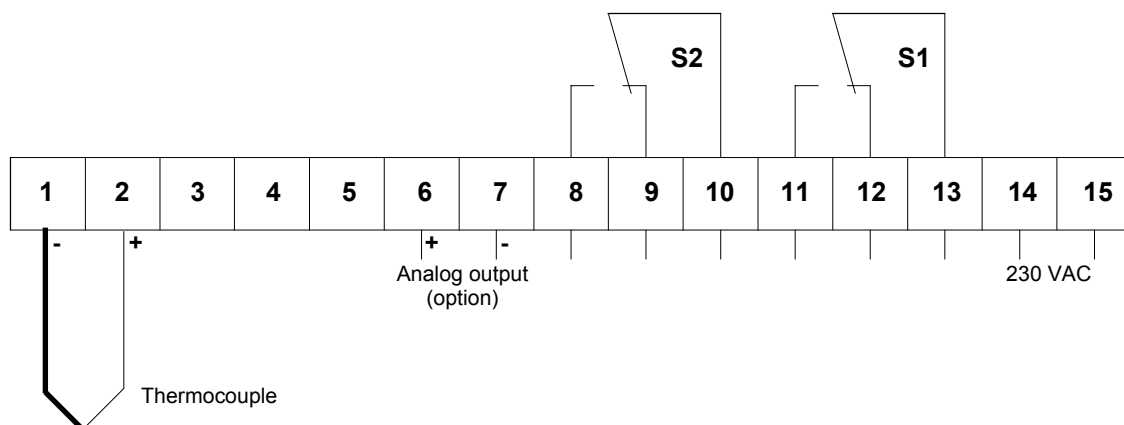 S2 S1
1 2 3 4 5 6 7 8 9 10 11 12 13 14 15
- + + -
Analog output 230 VAC
(option)
Thermocouple